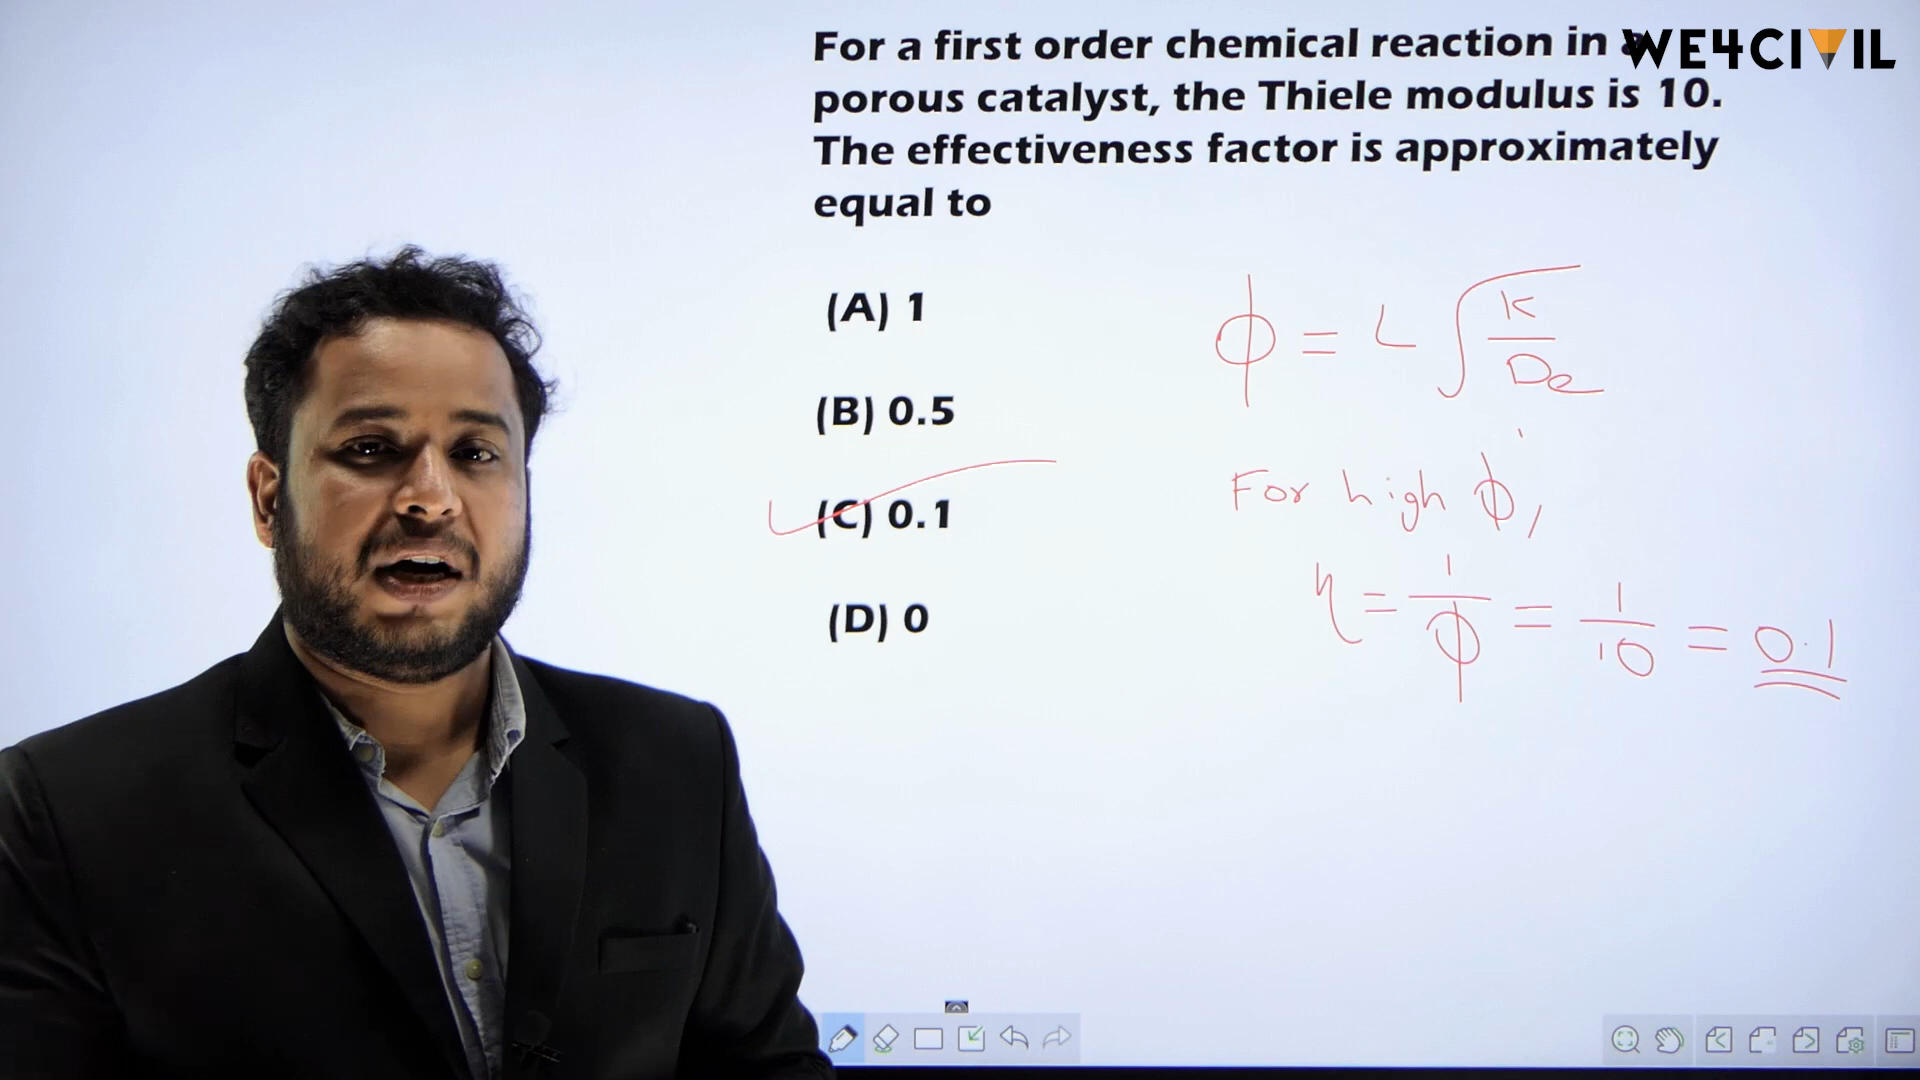 WE4CIVIL
For a first order chemical reaction in a
porous catalyst, the Thiele modulus is 10.
The effectiveness factor is approximately
equal to
(A) 1
(B) 0.5
(C) 0.1
(D) 0
ϕ = L √ K / De
For high ϕ,
η = 1 / ϕ = 1 / 10 = 0.1